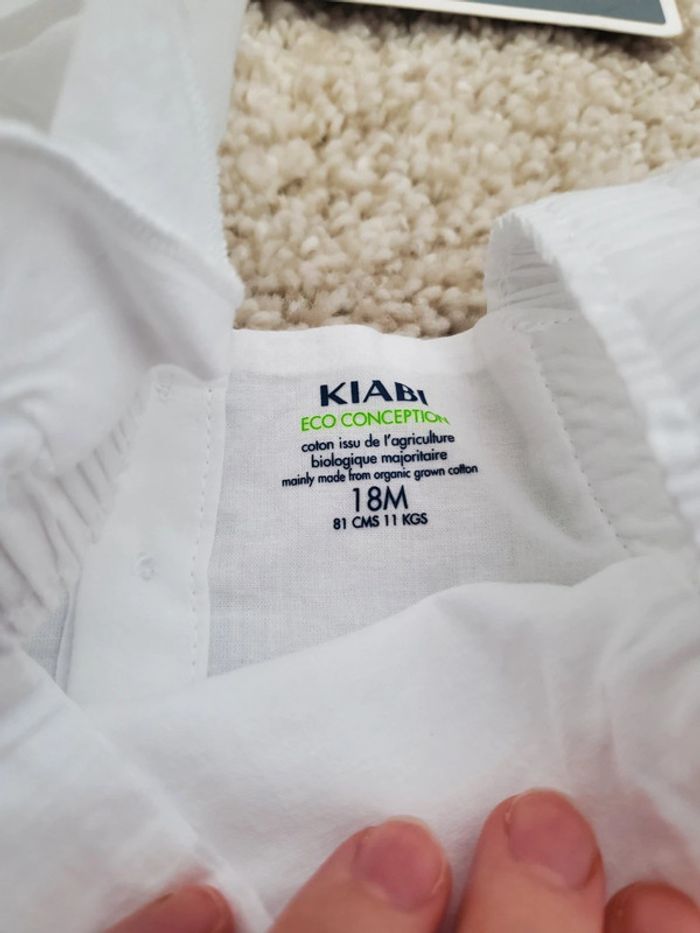 KIABI
ECO CONCEPTION
coton issu de l'agriculture
biologique majoritaire
mainly made from organic grown cotton
18M
81 CMS 11 KGS